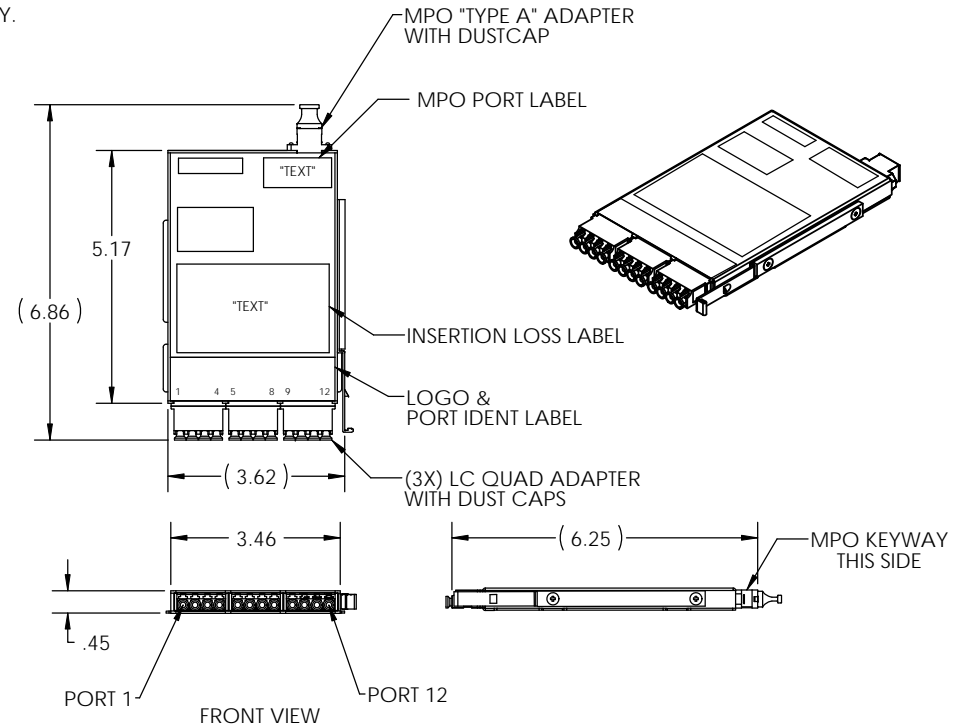 Y.
MPO "TYPE A" ADAPTER
WITH DUSTCAP
MPO PORT LABEL
"TEXT"
5.17
( 6.86 )
"TEXT"
INSERTION LOSS LABEL
1 4 5 8 9 12
LOGO &
PORT IDENT LABEL
( 3.62 )
(3X) LC QUAD ADAPTER
WITH DUST CAPS
3.46
( 6.25 )
MPO KEYWAY
THIS SIDE
.45
PORT 1
PORT 12
FRONT VIEW